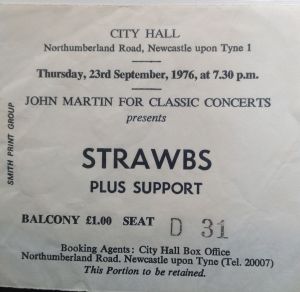 CITY HALL
Northumberland Road, Newcastle upon Tyne 1
Thursday, 23rd September, 1976, at 7.30 p.m.
JOHN MARTIN FOR CLASSIC CONCERTS
presents
STRAWBS
PLUS SUPPORT
BALCONY £1.00 SEAT D 31
Booking Agents: City Hall Box Office
Northumberland Road, Newcastle upon Tyne (Tel. 20007)
This Portion to be retained.
SMITH PRINT GROUP